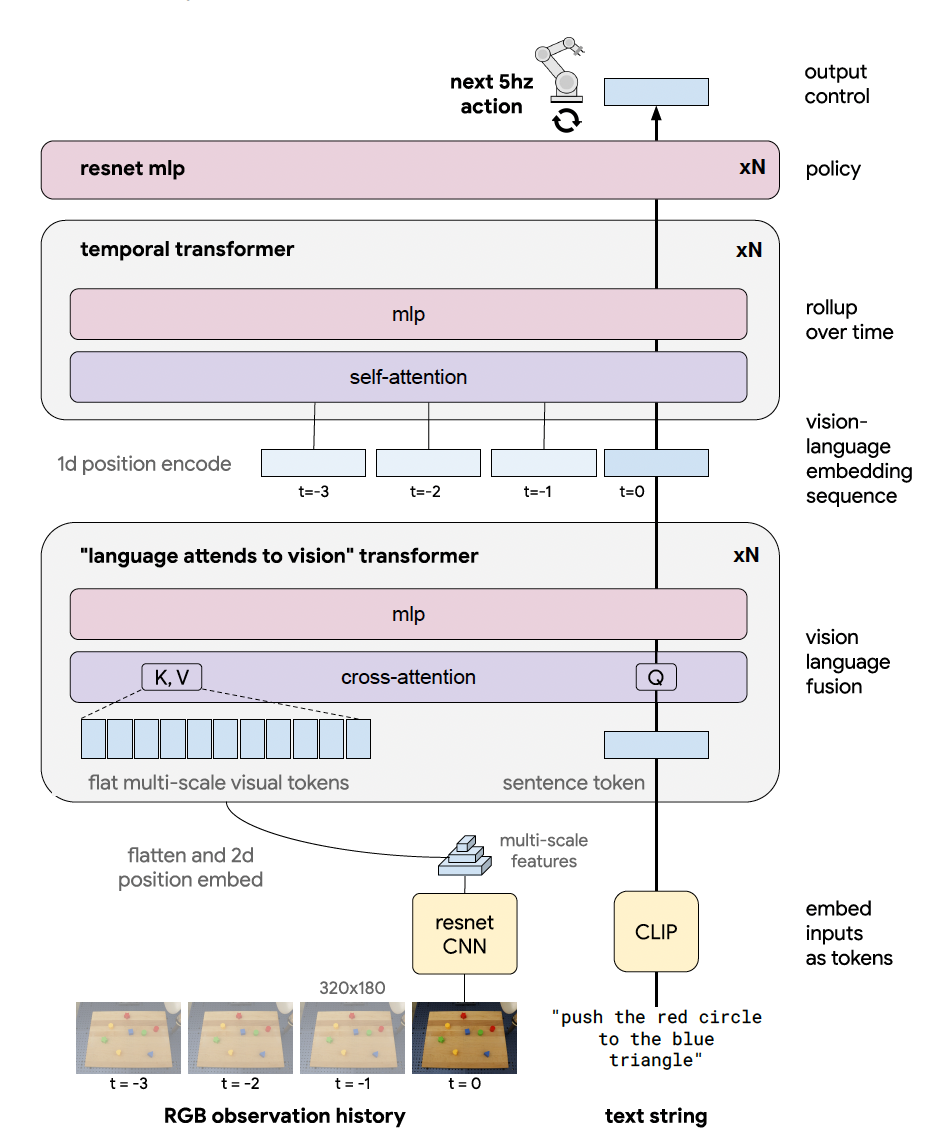 next 5hz
action
output
control
resnet mlp
xN
policy
temporal transformer
xN
mlp
rollup
over time
self-attention
vision-
language
embedding
sequence
1d position encode
t=-3
t=-2
t=-1
t=0
"language attends to vision" transformer
xN
mlp
vision
language
fusion
K, V
cross-attention
Q
flat multi-scale visual tokens
sentence token
flatten and 2d
position embed
multi-scale
features
resnet
CNN
CLIP
embed
inputs
as tokens
320x180
"push the red circle
to the blue
triangle"
t = -3
t = -2
t = -1
t = 0
RGB observation history
text string